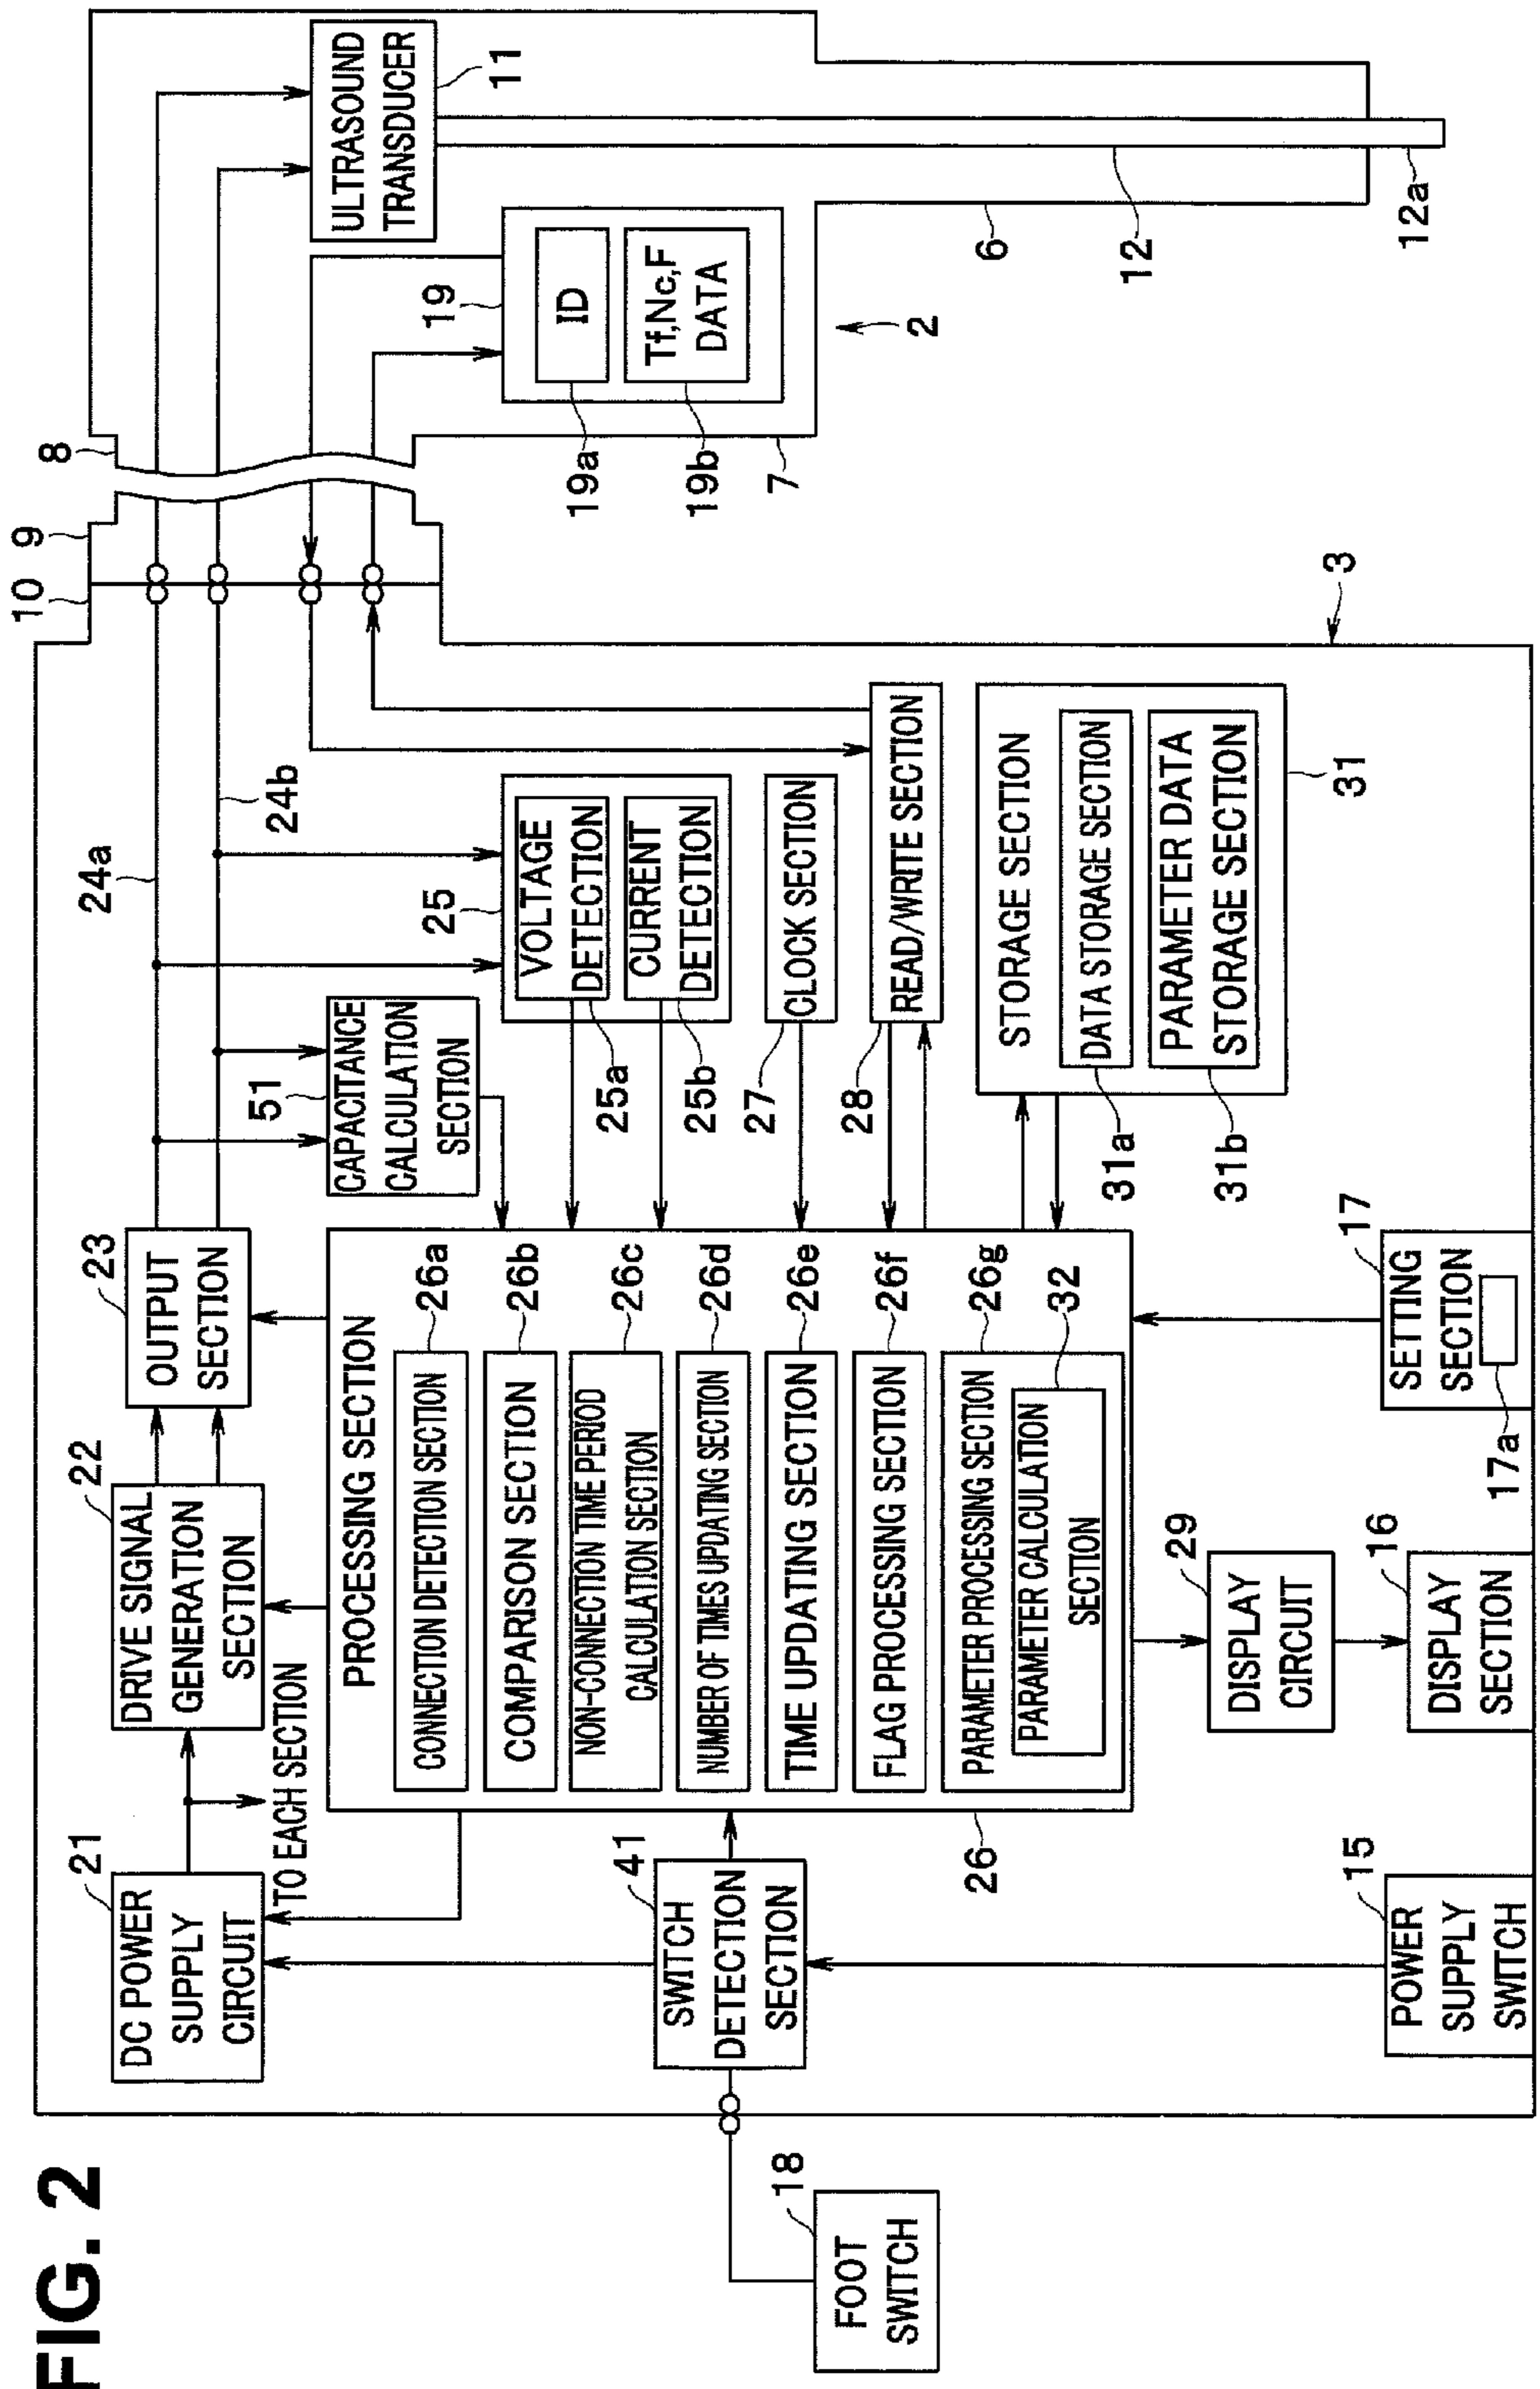 FIG. 2
21
DC POWER
SUPPLY
CIRCUIT
TO EACH SECTION
22
DRIVE SIGNAL
GENERATION
SECTION
23
OUTPUT
SECTION
24a
24b
10
9
8
ULTRASOUND
TRANSDUCER
11
51
CAPACITANCE
CALCULATION
SECTION
25
VOLTAGE
DETECTION
CURRENT
DETECTION
25a
25b
19
ID
Tf,Nc,F
DATA
19a
19b
7
2
6
12
12a
PROCESSING SECTION
CONNECTION DETECTION SECTION
26a
COMPARISON SECTION
26b
NON-CONNECTION TIME PERIOD
CALCULATION SECTION
26c
NUMBER OF TIMES UPDATING SECTION
26d
TIME UPDATING SECTION
26e
FLAG PROCESSING SECTION
26f
PARAMETER PROCESSING SECTION
26g
PARAMETER CALCULATION
SECTION
32
26
27
CLOCK SECTION
28
READ/WRITE SECTION
STORAGE SECTION
DATA STORAGE SECTION
PARAMETER DATA
STORAGE SECTION
31a
31b
31
3
18
FOOT
SWITCH
41
SWITCH
DETECTION
SECTION
15
POWER
SUPPLY
SWITCH
29
DISPLAY
CIRCUIT
16
DISPLAY
SECTION
17
SETTING
SECTION
17a